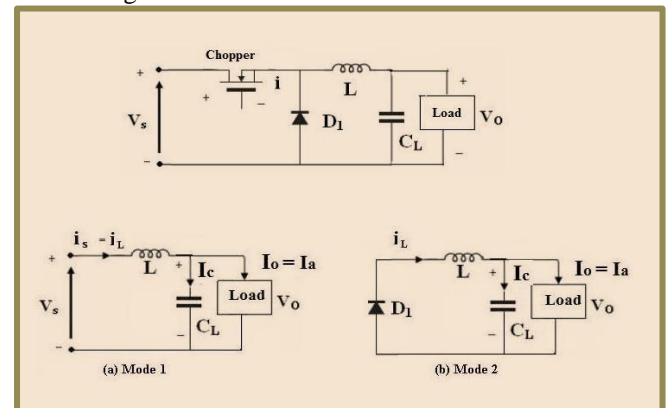 Chopper
+ + i L +
Vs + − D1 CL Load Vo
− −
is - iL
+ L + Ic Io = Ia
Vs Load Vo
− − CL
(a) Mode 1
iL
L + Ic Io = Ia
D1 Load Vo
− CL
(b) Mode 2